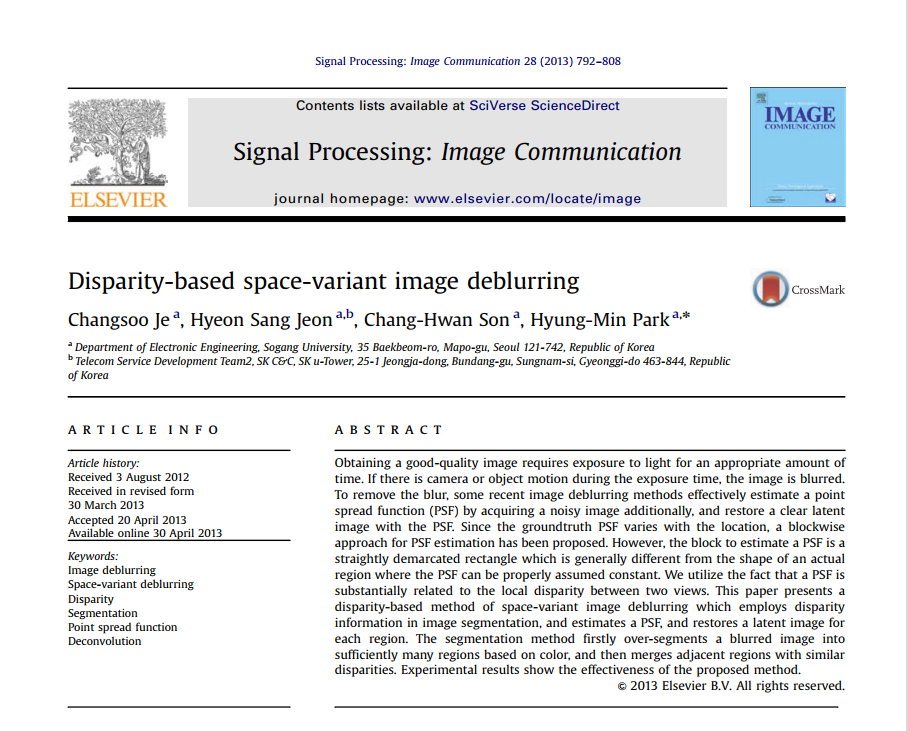 Signal Processing: Image Communication 28 (2013) 792–808
Contents lists available at SciVerse ScienceDirect
Signal Processing: Image Communication
journal homepage: www.elsevier.com/locate/image
ELSEVIER
IMAGE
COMMUNICATION
Disparity-based space-variant image deblurring
CrossMark
Changsoo Je a, Hyeon Sang Jeon a,b, Chang-Hwan Son a, Hyung-Min Park a,*
a Department of Electronic Engineering, Sogang University, 35 Baekbeom-ro, Mapo-gu, Seoul 121-742, Republic of Korea
b Telecom Service Development Team2, SK C&C, SK u-Tower, 25-1 Jeongja-dong, Bundang-gu, Sungnam-si, Gyeonggi-do 463-844, Republic
of Korea
ARTICLE INFO
Article history:
Received 3 August 2012
Received in revised form
30 March 2013
Accepted 20 April 2013
Available online 30 April 2013
Keywords:
Image deblurring
Space-variant deblurring
Disparity
Segmentation
Point spread function
Deconvolution
ABSTRACT
Obtaining a good-quality image requires exposure to light for an appropriate amount of
time. If there is camera or object motion during the exposure time, the image is blurred.
To remove the blur, some recent image deblurring methods effectively estimate a point
spread function (PSF) by acquiring a noisy image additionally, and restore a clear latent
image with the PSF. Since the groundtruth PSF varies with the location, a blockwise
approach for PSF estimation has been proposed. However, the block to estimate a PSF is a
straightly demarcated rectangle which is generally different from the shape of an actual
region where the PSF can be properly assumed constant. We utilize the fact that a PSF is
substantially related to the local disparity between two views. This paper presents a
disparity-based method of space-variant image deblurring which employs disparity
information in image segmentation, and estimates a PSF, and restores a latent image for
each region. The segmentation method firstly over-segments a blurred image into
sufficiently many regions based on color, and then merges adjacent regions with similar
disparities. Experimental results show the effectiveness of the proposed method.
© 2013 Elsevier B.V. All rights reserved.